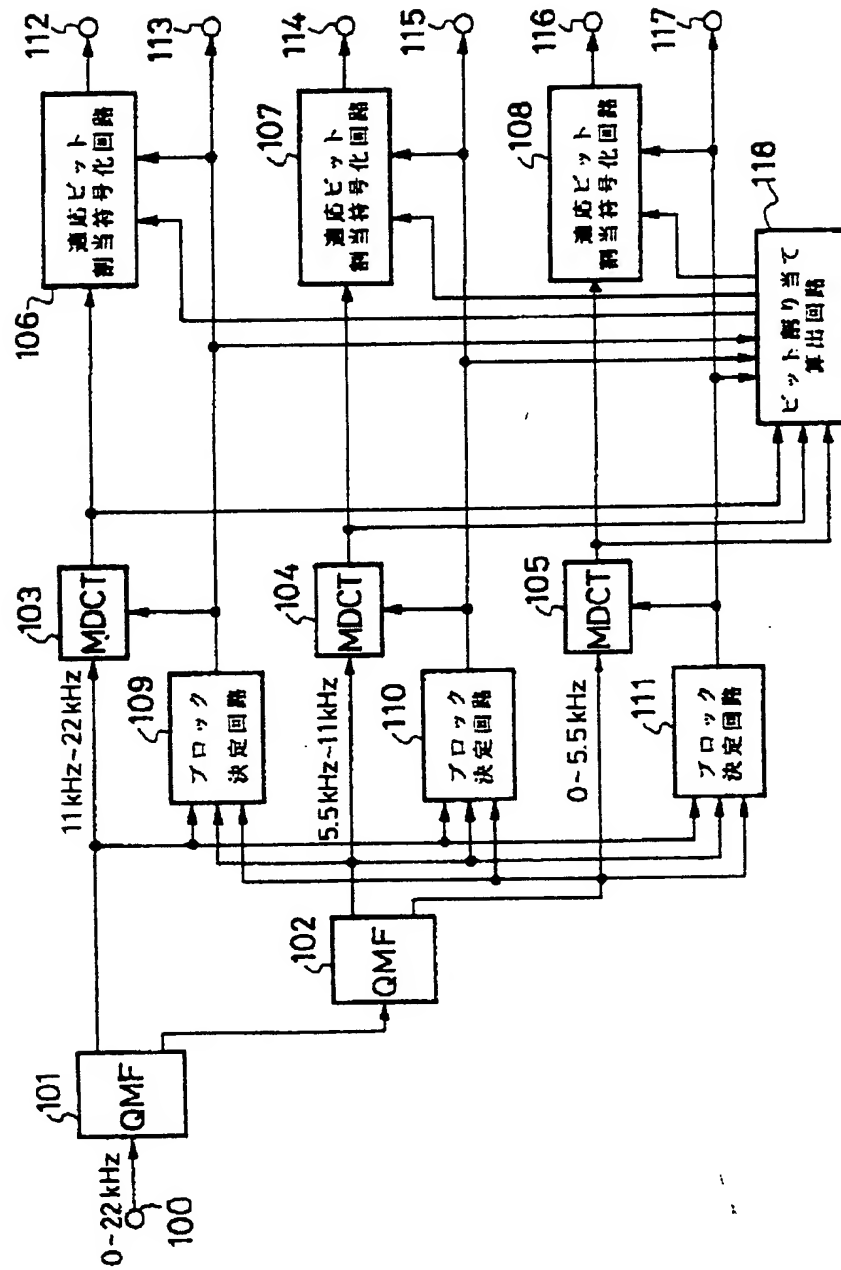 0~22kHz
100
101
QMF
102
QMF
11kHz~22kHz
103
MDCT
109
ブロック
決定回路
5.5kHz~11kHz
104
MDCT
110
ブロック
決定回路
0~5.5kHz
105
MDCT
111
ブロック
決定回路
106
適応ビット
割当符号化回路
107
適応ビット
割当符号化回路
108
適応ビット
割当符号化回路
118
ビット割り当て
算出回路
112
113
114
115
116
117